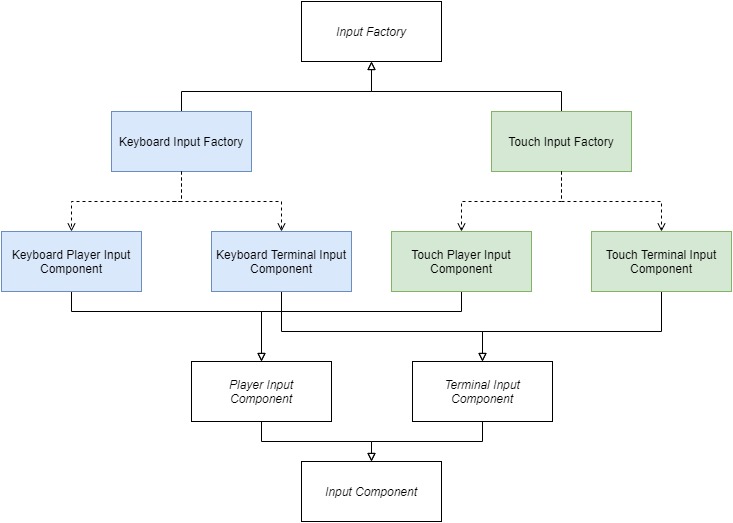 Input Factory
Keyboard Input Factory
Touch Input Factory
Keyboard Player Input
Component
Keyboard Terminal Input
Component
Touch Player Input
Component
Touch Terminal Input
Component
Player Input
Component
Terminal Input
Component
Input Component